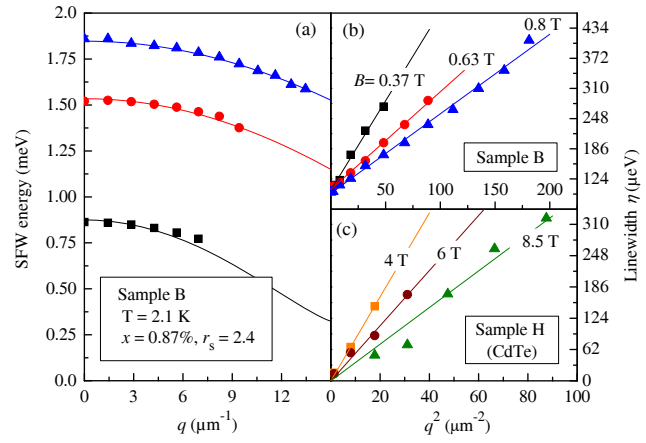 (a)
2.00
1.75
1.50
1.25
1.00
0.75
0.50
0.25
0.0
SFW energy (meV)
Sample B
T = 2.1 K
x = 0.87%, rs = 2.4
0 3 6 9 12
q (µm-1)
(b)
B= 0.37 T
0.63 T
0.8 T
Sample B
0 50 100 150 200
434
372
310
248
186
124
(c)
4 T
6 T
8.5 T
Sample H
(CdTe)
310
248
186
124
62
0
Linewidth η (µeV)
0 20 40 60 80 100
q2 (µm-2)